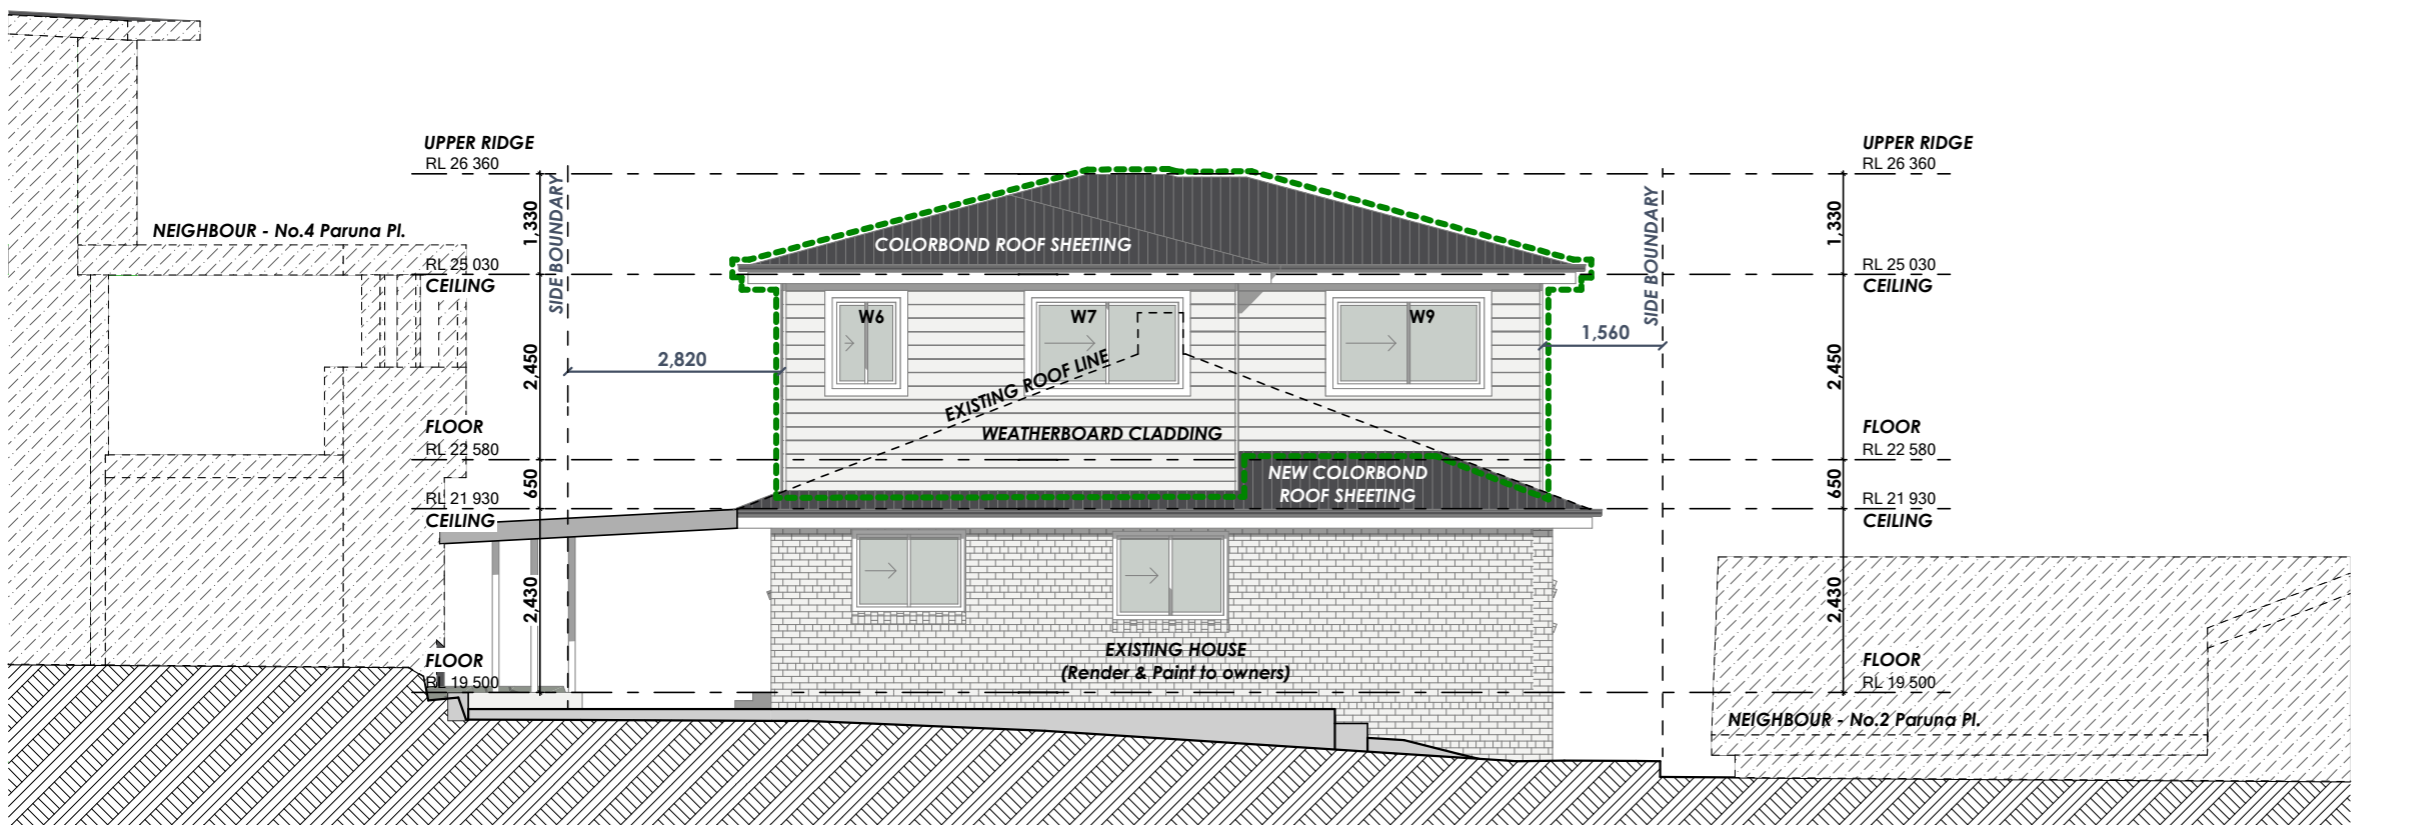 UPPER RIDGE
RL 26 360
1,330
SIDE BOUNDARY
NEIGHBOUR - No.4 Paruna Pl.
RL 25 030
CEILING
2,450
2,820
FLOOR
RL 22 580
650
RL 21 930
CEILING
2,430
FLOOR
RL 19 500
COLORBOND ROOF SHEETING
W6
W7
W9
EXISTING ROOF LINE
WEATHERBOARD CLADDING
NEW COLORBOND
ROOF SHEETING
EXISTING HOUSE
(Render & Paint to owners)
SIDE BOUNDARY
1,560
UPPER RIDGE
RL 26 360
1,330
RL 25 030
CEILING
2,450
FLOOR
RL 22 580
650
RL 21 930
CEILING
2,430
FLOOR
RL 19 500
NEIGHBOUR - No.2 Paruna Pl.